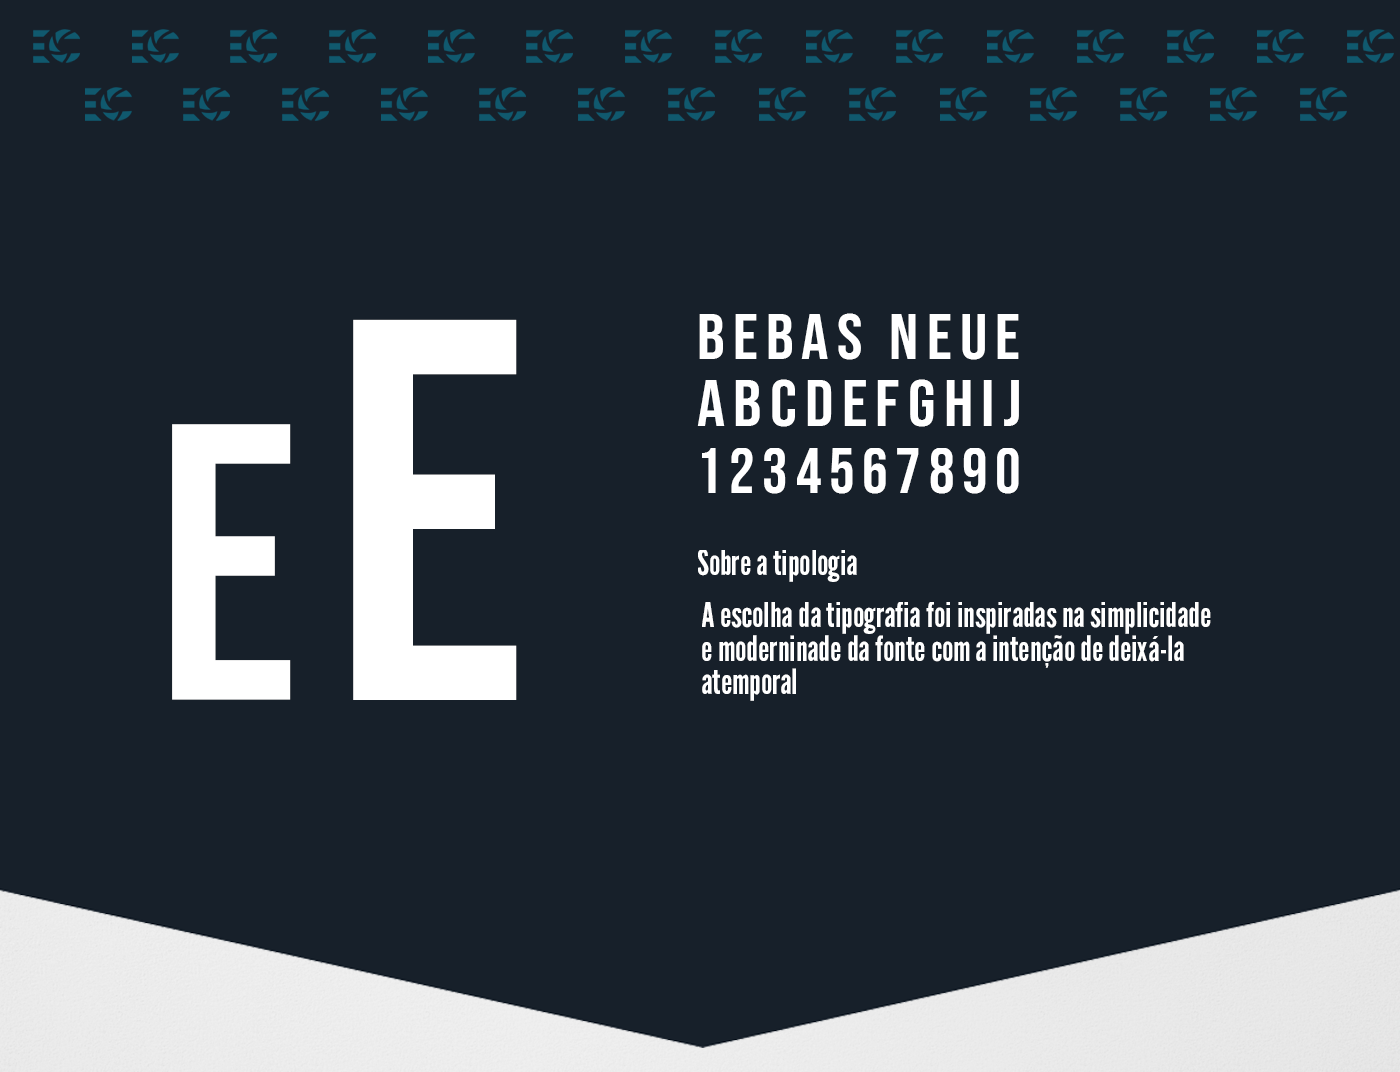 EC EC EC EC EC EC EC EC EC EC EC EC EC EC EC
EC EC EC EC EC EC EC EC EC EC EC EC EC EC
E E
BEBAS NEUE
ABCDEFGHIJ
1234567890
Sobre a tipologia
A escolha da tipografia foi inspiradas na simplicidade
e moderninade da fonte com a intenção de deixá-la
atemporal